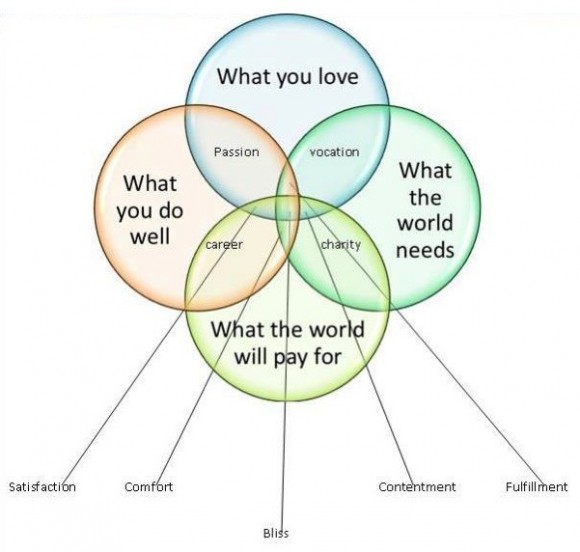 What you love
Passion
vocation
What
you do
well
What
the
world
needs
career
charity
What the world
will pay for
Satisfaction
Comfort
Contentment
Fulfillment
Bliss